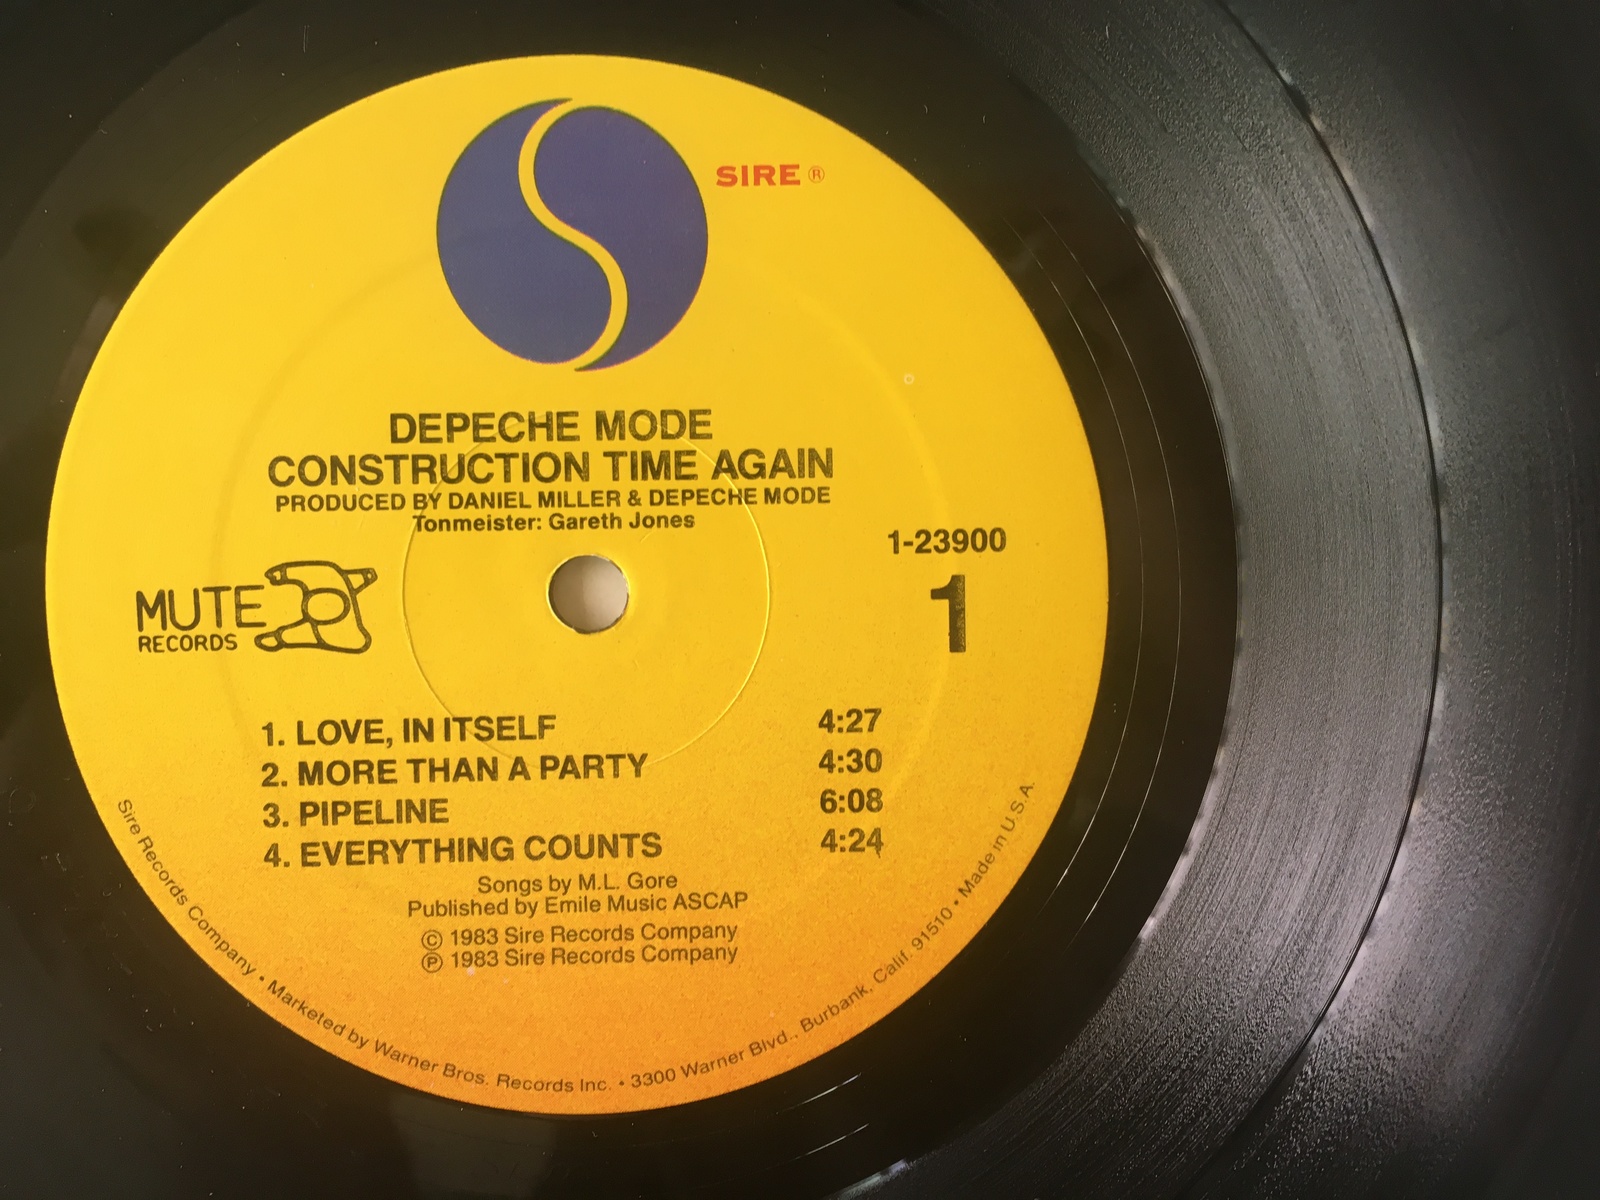 SIRE ®
DEPECHE MODE
CONSTRUCTION TIME AGAIN
PRODUCED BY DANIEL MILLER & DEPECHE MODE
Tonmeister: Gareth Jones
1-23900
1
MUTE
RECORDS
1. LOVE, IN ITSELF 4:27
2. MORE THAN A PARTY 4:30
3. PIPELINE 6:08
4. EVERYTHING COUNTS 4:24
Songs by M.L. Gore
Published by Emile Music ASCAP
© 1983 Sire Records Company
℗ 1983 Sire Records Company
Sire Records Company • Marketed by Warner Bros. Records Inc. • 3300 Warner Blvd., Burbank, Calif. 91510 • Made in U.S.A.